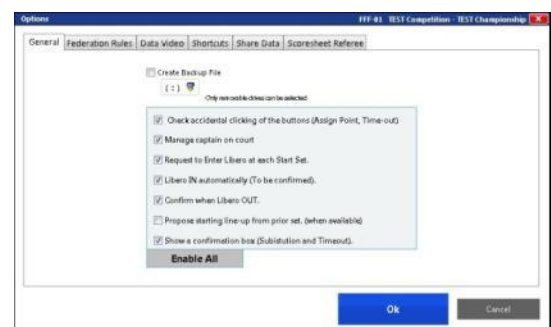 Options FFF-01 TEST Competition - TEST Championship
General Federation Rules Data Video Shortcuts Share Data Scoresheet Referee
Create Backup File
( : )
Only removable drives can be selected
Check accidental clicking of the buttons (Assign Point, Time-out)
Manage captain on court
Request to Enter Libero at each Start Set.
Libero IN automatically (To be confirmed).
Confirm when Libero OUT.
Propose starting line-up from prior set. (when available)
Show a confirmation box (Subistution and Timeout).
Enable All
Ok Cancel